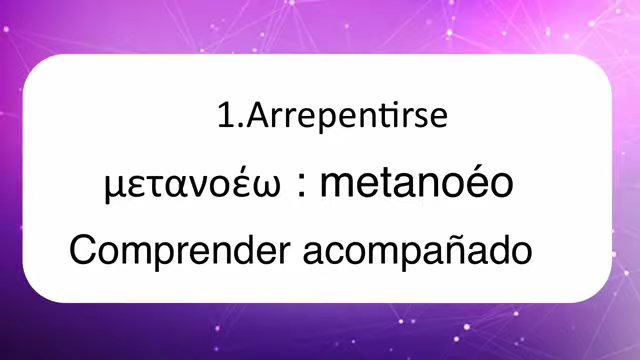 1.Arrepentirse
μετανοέω : metanoéo
Comprender acompañado